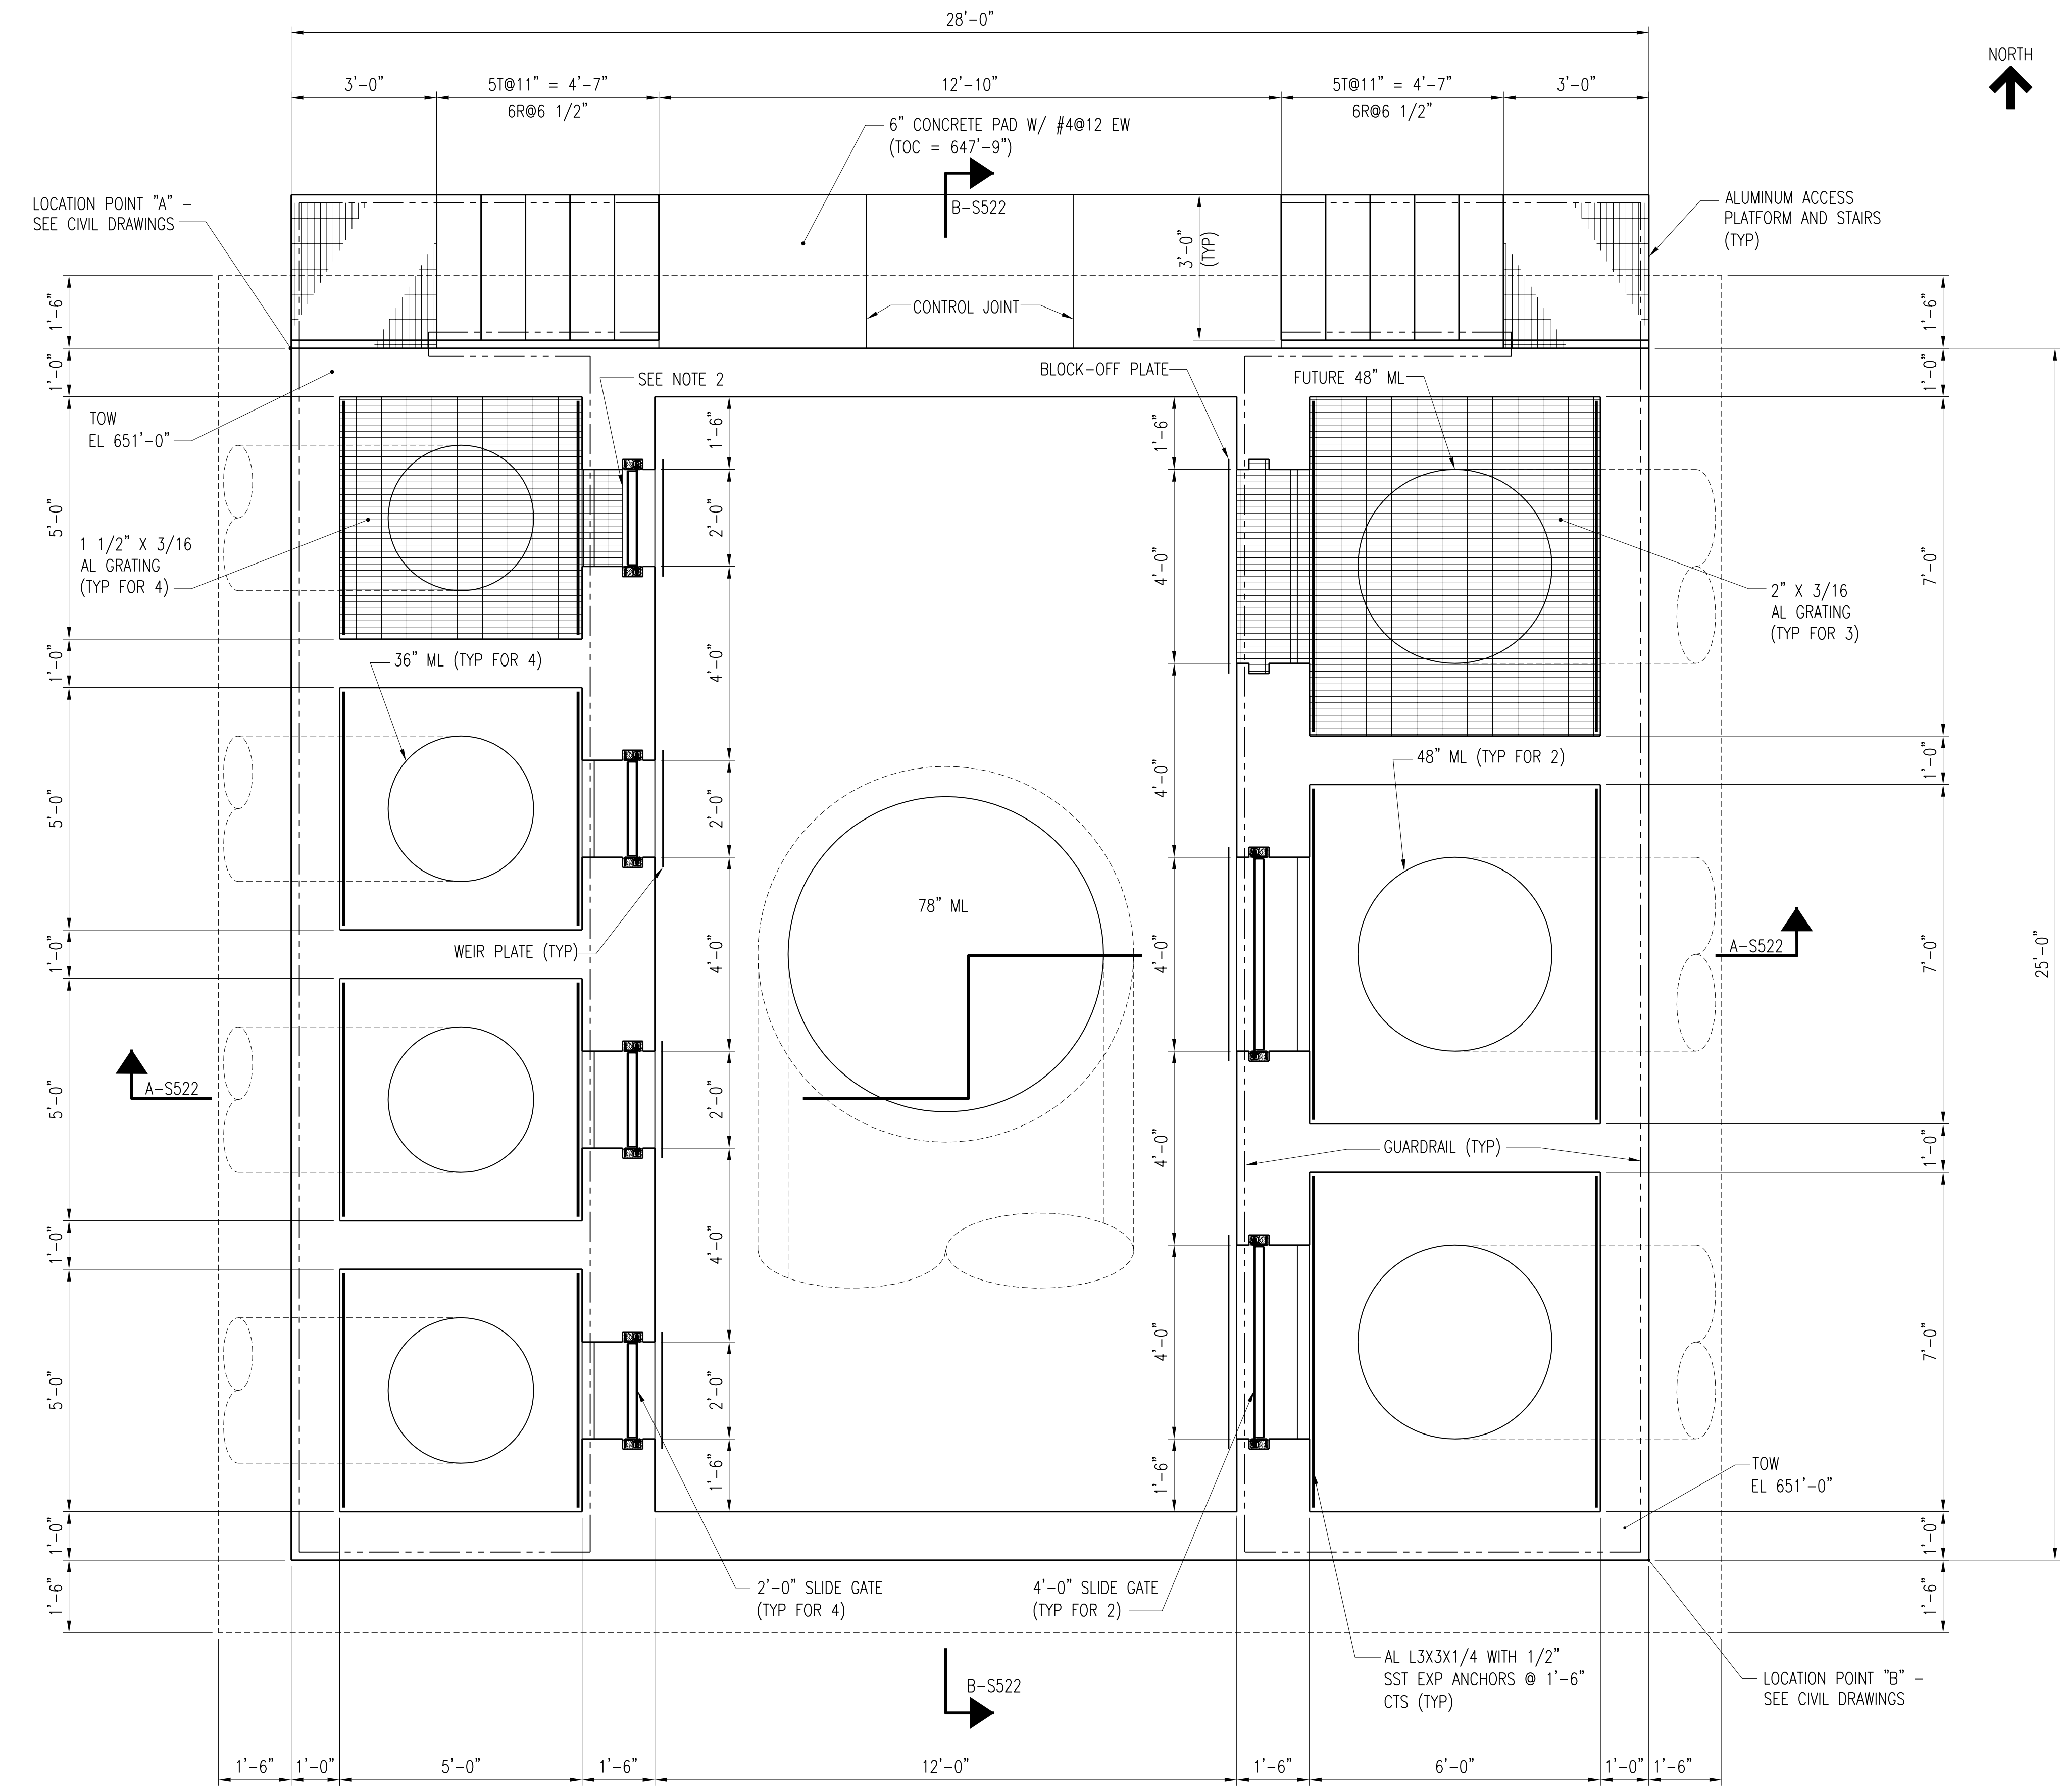 28'-0"
NORTH
3'-0"
5T@11" = 4'-7"
6R@6 1/2"
12'-10"
5T@11" = 4'-7"
6R@6 1/2"
3'-0"
6" CONCRETE PAD W/ #4@12 EW
(TOC = 647'-9")
B-S522
LOCATION POINT "A" -
SEE CIVIL DRAWINGS
ALUMINUM ACCESS
PLATFORM AND STAIRS
(TYP)
3'-0"
(TYP)
CONTROL JOINT
1'-6"
1'-6"
1'-0"
1'-0"
SEE NOTE 2
BLOCK-OFF PLATE
FUTURE 48" ML
TOW
EL 651'-0"
1'-6"
1'-6"
5'-0"
2'-0"
4'-0"
7'-0"
1 1/2" X 3/16
AL GRATING
(TYP FOR 4)
2" X 3/16
AL GRATING
(TYP FOR 3)
1'-0"
36" ML (TYP FOR 4)
4'-0"
48" ML (TYP FOR 2)
4'-0"
1'-0"
5'-0"
2'-0"
78" ML
WEIR PLATE (TYP)
1'-0"
4'-0"
4'-0"
7'-0"
25'-0"
A-S522
A-S522
5'-0"
2'-0"
4'-0"
GUARDRAIL (TYP)
1'-0"
1'-0"
4'-0"
4'-0"
7'-0"
5'-0"
2'-0"
1'-6"
1'-6"
TOW
EL 651'-0"
1'-0"
1'-0"
1'-6"
1'-6"
2'-0" SLIDE GATE
(TYP FOR 4)
4'-0" SLIDE GATE
(TYP FOR 2)
AL L3X3X1/4 WITH 1/2"
SST EXP ANCHORS @ 1'-6"
CTS (TYP)
LOCATION POINT "B" -
SEE CIVIL DRAWINGS
B-S522
1'-6"
1'-0"
5'-0"
1'-6"
12'-0"
1'-6"
6'-0"
1'-0"
1'-6"